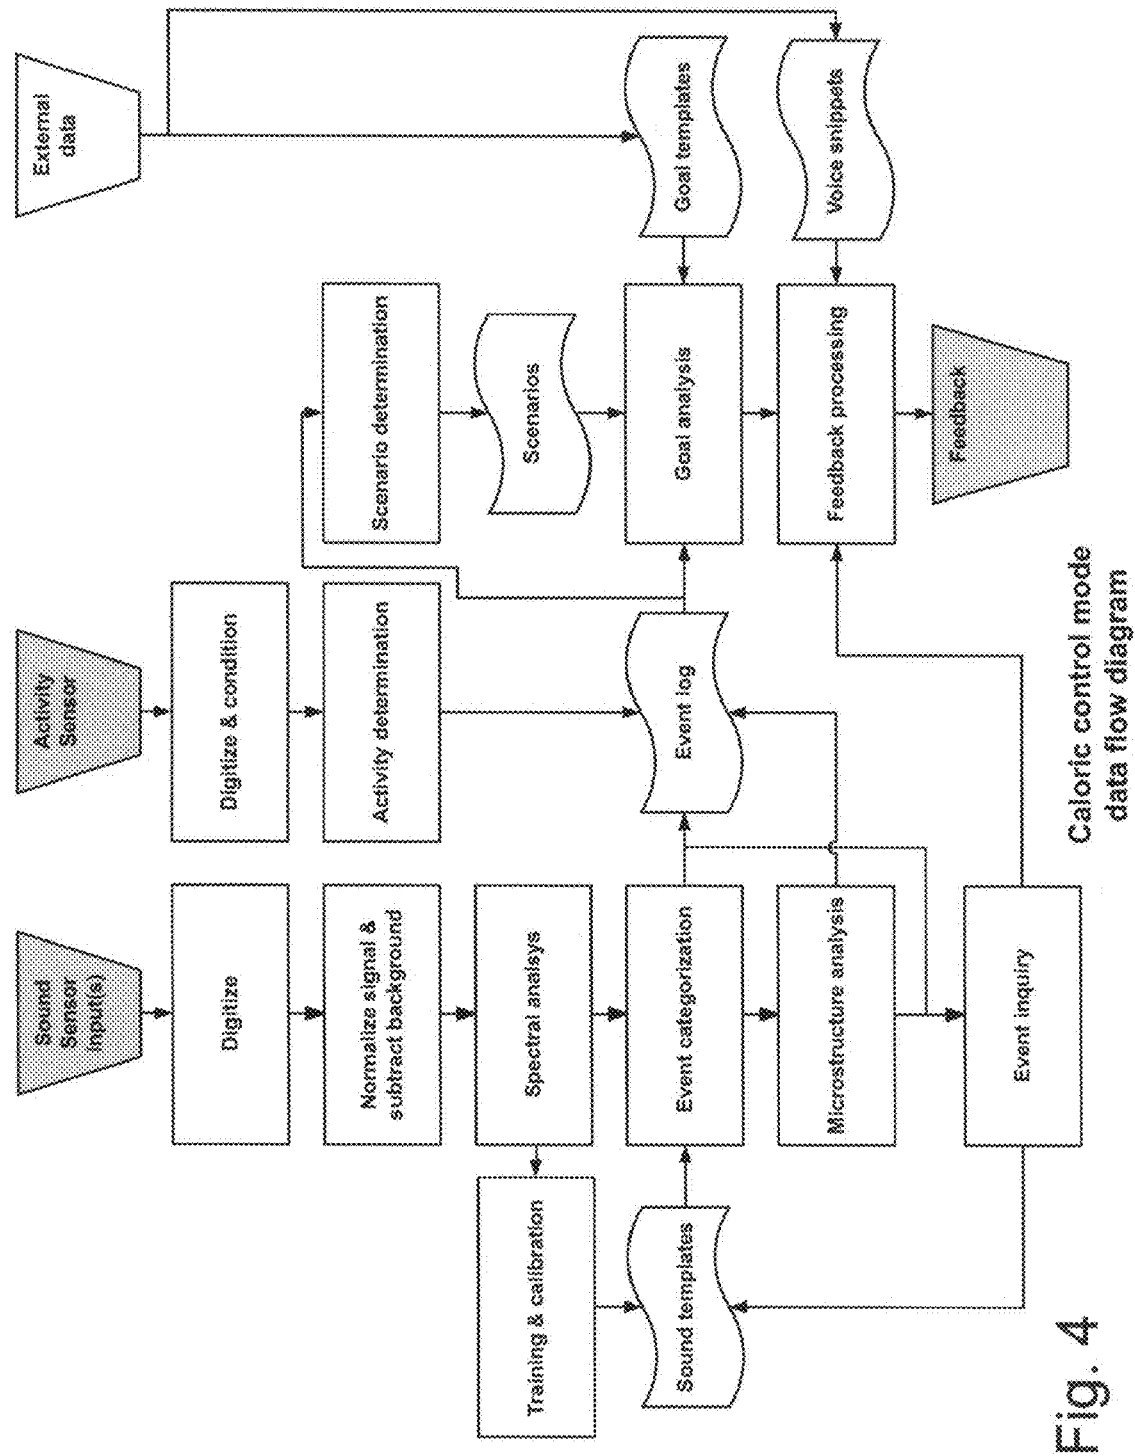 Sound
Sensor
Input(s)
Activity
Sensor
External
data
Digitize
Digitize & condition
Normalize signal &
subtract background
Activity determination
Scenario determination
Training & calibration
Spectral analsys
Scenarios
Sound templates
Event categorization
Event log
Goal analysis
Goal templates
Microstructure analysis
Feedback processing
Voice snippets
Event inquiry
Feedback
Caloric control mode
data flow diagram
Fig. 4